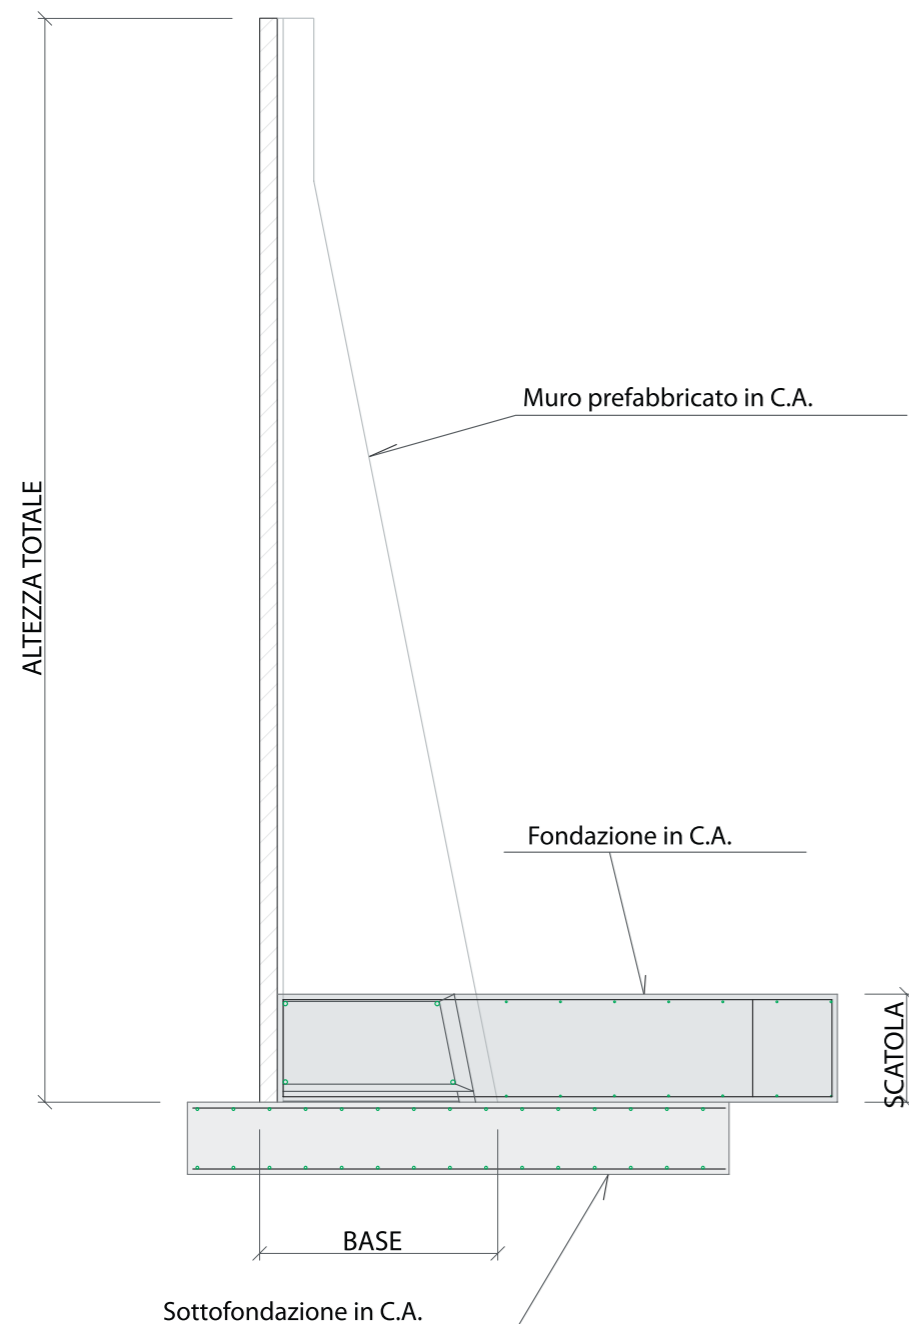 Muro prefabbricato in C.A.
ALTEZZA TOTALE
Fondazione in C.A.
SCATOLA
BASE
Sottofondazione in C.A.